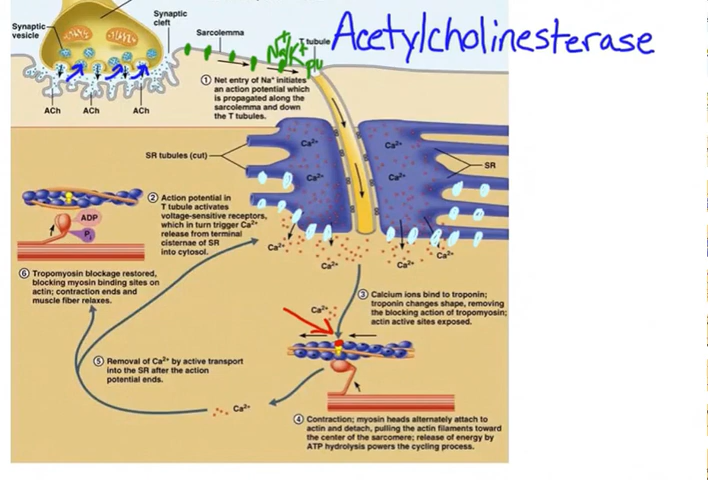 Synaptic
vesicle
Synaptic
cleft
Sarcolemma
Na+
K+
T tubule
Acetylcholinesterase
ACh ACh ACh
① Net entry of Na⁺ initiates
an action potential which
is propagated along the
sarcolemma and down
the T tubules.
SR tubules (cut)
Ca²⁺
Ca²⁺
Ca²⁺
Ca²⁺
SR
② Action potential in
T tubule activates
voltage-sensitive receptors,
which in turn trigger Ca²⁺
release from terminal
cisternae of SR
into cytosol.
ADP
Pᵢ
Ca²⁺
Ca²⁺
Ca²⁺
Ca²⁺
⑥ Tropomyosin blockage restored,
blocking myosin binding sites on
actin; contraction ends and
muscle fiber relaxes.
Ca²⁺
③ Calcium ions bind to troponin;
troponin changes shape, removing
the blocking action of tropomyosin;
actin active sites exposed.
⑤ Removal of Ca²⁺ by active transport
into the SR after the action
potential ends.
Ca²⁺
④ Contraction; myosin heads alternately attach to
actin and detach, pulling the actin filaments toward
the center of the sarcomere; release of energy by
ATP hydrolysis powers the cycling process.